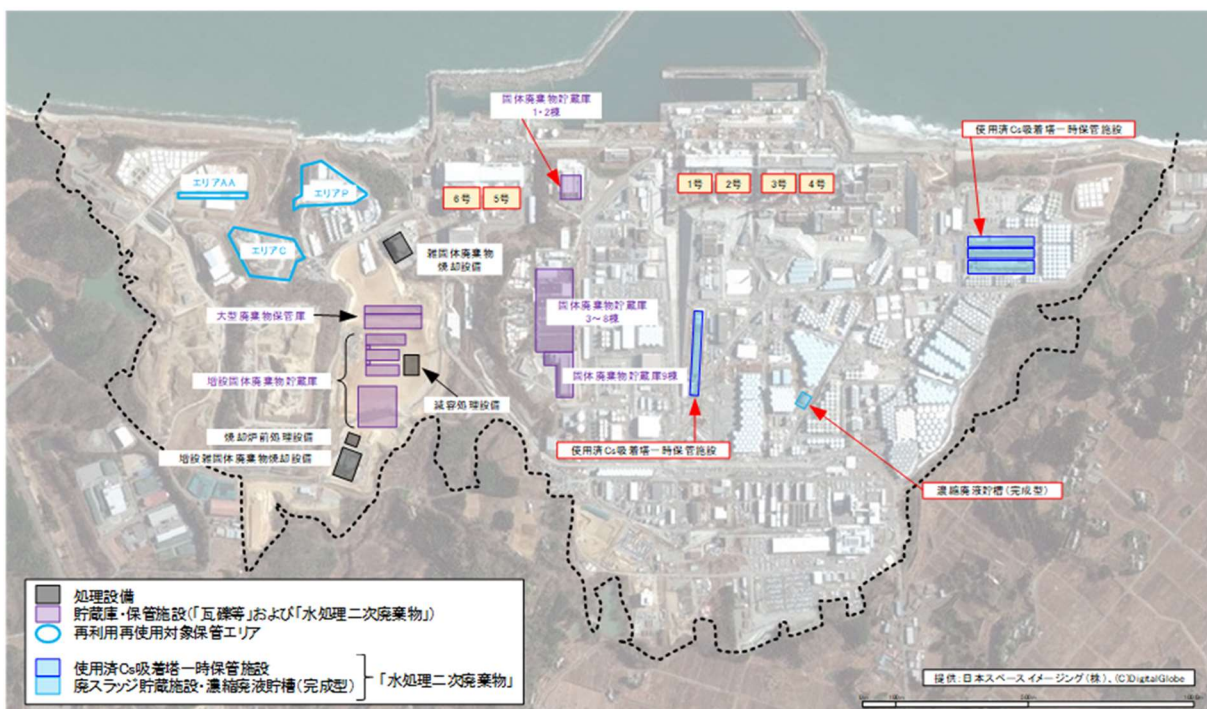 固体廃棄物貯蔵庫
1・2棟
使用済Cs吸着塔一時保管施設
エリアAA
エリアP
6号
5号
1号
2号
3号
4号
エリアC
雑固体廃棄物
焼却設備
大型廃棄物保管庫
固体廃棄物貯蔵庫
3～8棟
増設固体廃棄物貯蔵庫
固体廃棄物貯蔵庫9棟
減容処理設備
焼却炉前処理設備
増設雑固体廃棄物焼却設備
使用済Cs吸着塔一時保管施設
濃縮廃液貯槽(完成型)
処理設備
貯蔵庫・保管施設(「瓦礫等」および「水処理二次廃棄物」)
再利用再使用対象保管エリア
使用済Cs吸着塔一時保管施設
廃スラッジ貯蔵施設・濃縮廃液貯槽(完成型)
「水処理二次廃棄物」
提供：日本スペースイメージング(株)、(C)DigitalGlobe